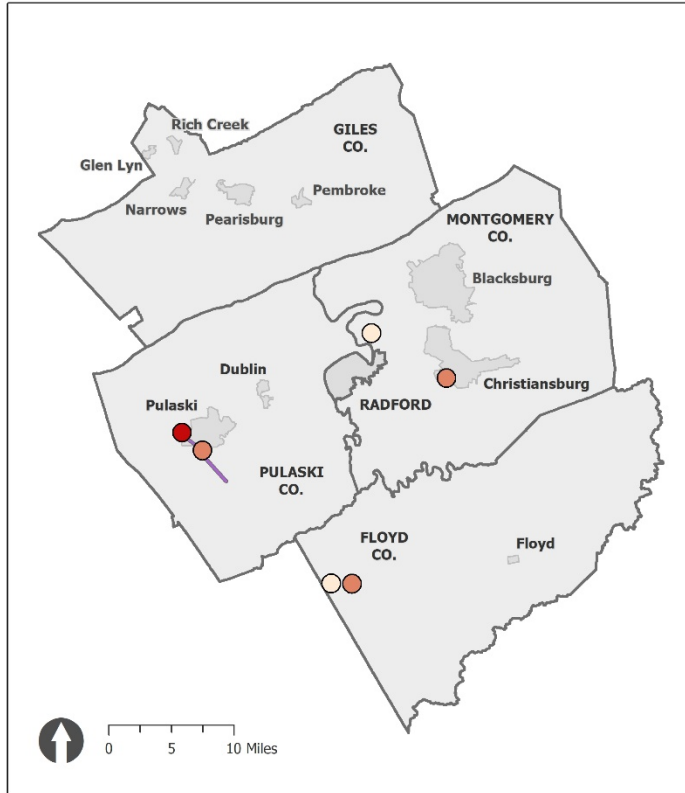 Rich Creek
GILES
CO.
Glen Lyn
Narrows
Pearisburg
Pembroke
MONTGOMERY
CO.
Blacksburg
Dublin
Christiansburg
Pulaski
RADFORD
PULASKI
CO.
FLOYD
CO.
Floyd
0 5 10 Miles